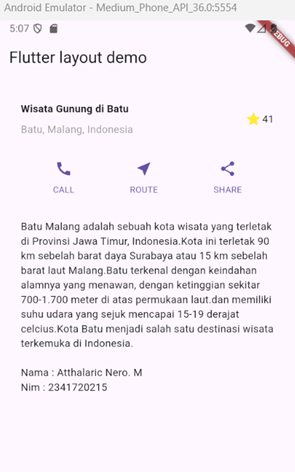 Android Emulator - Medium_Phone_API_36.0:5554
5:07
DEBUG
Flutter layout demo
Wisata Gunung di Batu
Batu, Malang, Indonesia
41
CALL ROUTE SHARE
Batu Malang adalah sebuah kota wisata yang terletak
di Provinsi Jawa Timur, Indonesia.Kota ini terletak 90
km sebelah barat daya Surabaya atau 15 km sebelah
barat laut Malang.Batu terkenal dengan keindahan
alamnya yang menawan, dengan ketinggian sekitar
700-1.700 meter di atas permukaan laut.dan memiliki
suhu udara yang sejuk mencapai 15-19 derajat
celcius.Kota Batu menjadi salah satu destinasi wisata
terkemuka di Indonesia.
Nama : Atthalaric Nero. M
Nim : 2341720215